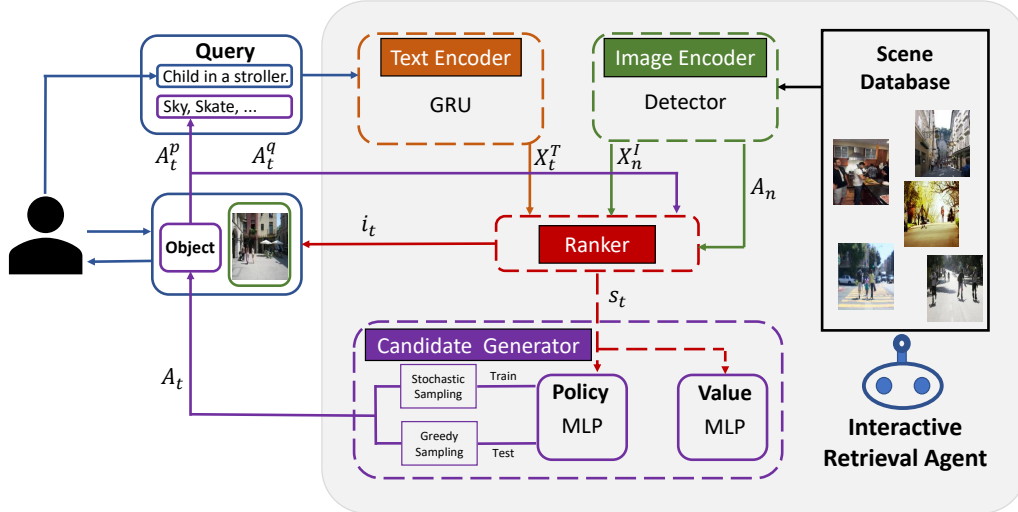 Query
Child in a stroller.
Sky, Skate, ...
Text Encoder
GRU
Image Encoder
Detector
Scene
Database
A_t^p
A_t^q
X_t^T
X_n^I
A_n
Object
i_t
Ranker
s_t
Candidate Generator
A_t
Stochastic
Sampling
Train
Greedy
Sampling
Test
Policy
MLP
Value
MLP
Interactive
Retrieval Agent